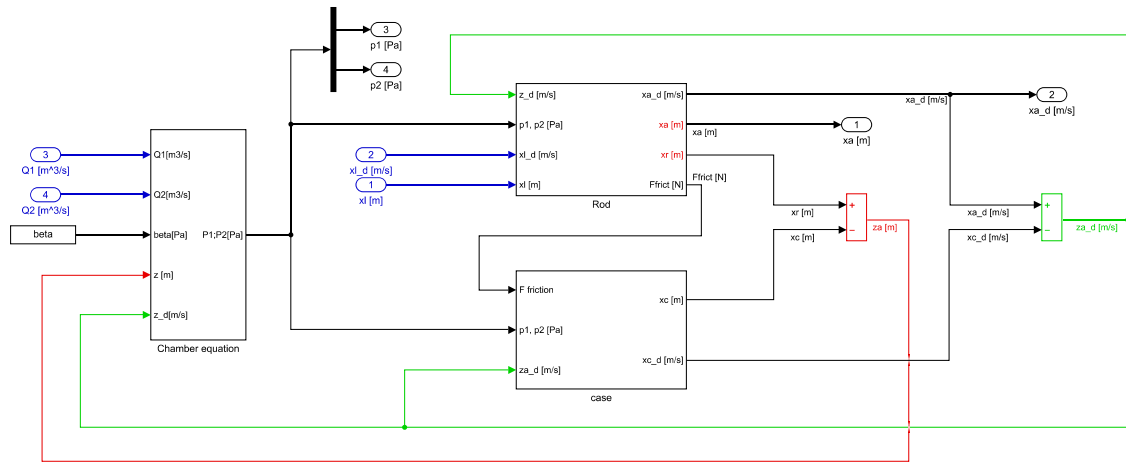 3
p1 [Pa]
4
p2 [Pa]
z_d [m/s]
p1, p2 [Pa]
xl_d [m/s]
xl [m]
xa_d [m/s]
xa [m]
xr [m]
Ffrict [N]
Rod
xa_d [m/s]
2
xa_d [m/s]
xa [m]
1
xa [m]
Ffrict [N]
2
xl_d [m/s]
1
xl [m]
3
Q1 [m^3/s]
4
Q2 [m^3/s]
beta
Q1[m3/s]
Q2[m3/s]
beta[Pa]
z [m]
z_d[m/s]
P1;P2[Pa]
Chamber equation
xr [m]
xc [m]
+
−
za [m]
xa_d [m/s]
xc_d [m/s]
+
−
za_d [m/s]
F friction
p1, p2 [Pa]
za_d [m/s]
xc [m]
xc_d [m/s]
case